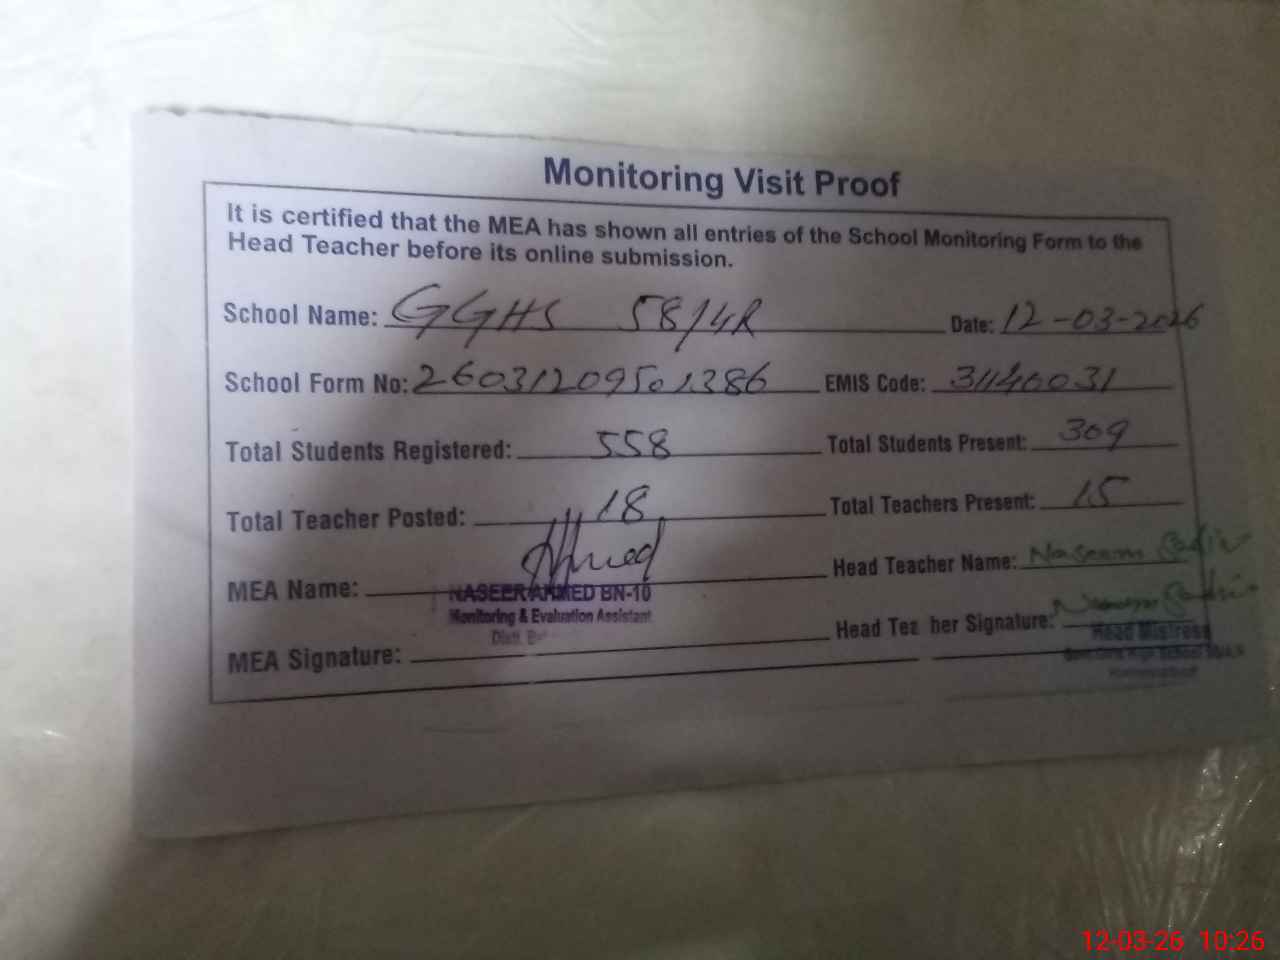 Monitoring Visit Proof
It is certified that the MEA has shown all entries of the School Monitoring Form to the
Head Teacher before its online submission.
School Name: GGHS 58/4R Date: 12-03-2026
School Form No: 26031209501386 EMIS Code: 31140031
Total Students Registered: 558 Total Students Present: 309
Total Teacher Posted: 18 Total Teachers Present: 15
MEA Name: Head Teacher Name: Naseem
NASEER AHMED BN-10
Monitoring & Evaluation Assistant
MEA Signature: Head Teacher Signature:
Head Mistress
12-03-26 10:26